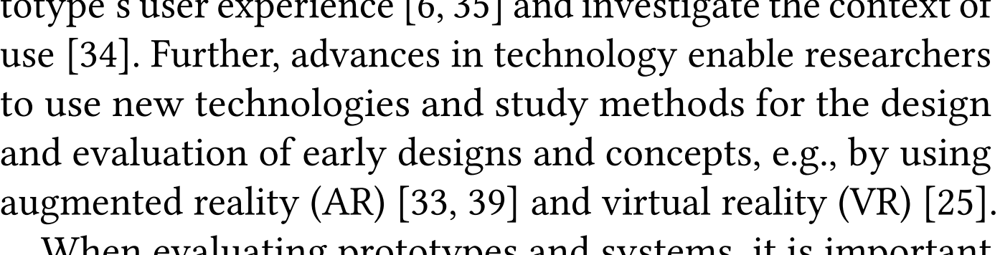 totype's user experience [6, 35] and investigate the context of
use [34]. Further, advances in technology enable researchers
to use new technologies and study methods for the design
and evaluation of early designs and concepts, e.g., by using
augmented reality (AR) [33, 39] and virtual reality (VR) [25].
When evaluating prototypes and systems, it is important